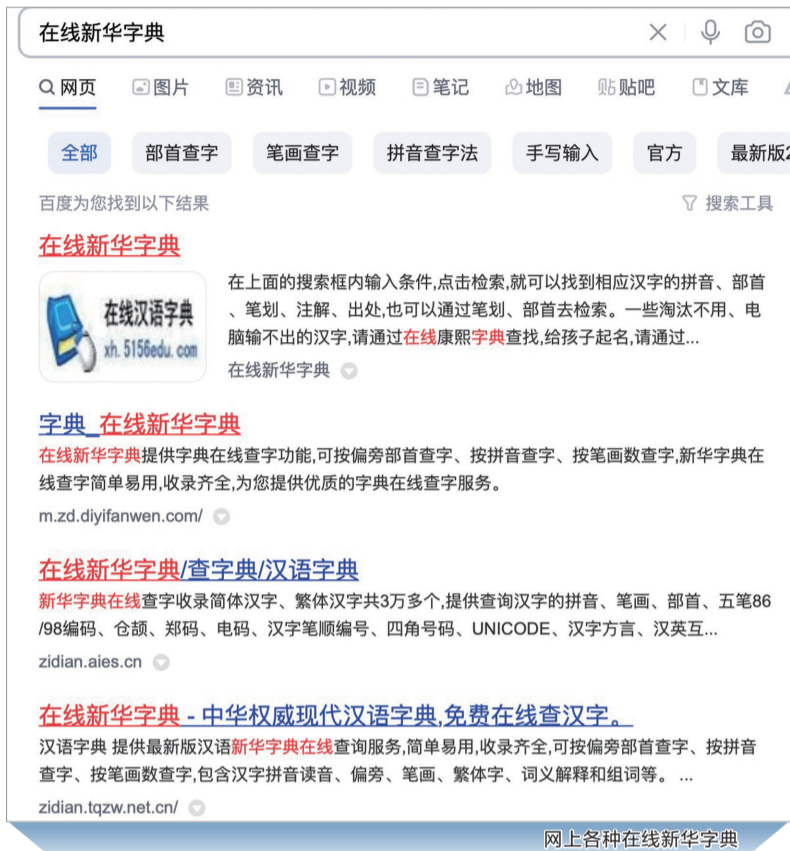 在线新华字典
网页 图片 资讯 视频 笔记 地图 贴吧 文库
全部 部首查字 笔画查字 拼音查字法 手写输入 官方 最新版2
百度为您找到以下结果 搜索工具
在线新华字典
在线汉语字典
xh.5156edu.com
在上面的搜索框内输入条件,点击检索,就可以找到相应汉字的拼音、部首
、笔划、注解、出处,也可以通过笔划、部首去检索。一些淘汰不用、电
脑输不出的汉字,请通过在线康熙字典查找,给孩子起名,请通过...
在线新华字典
字典_在线新华字典
在线新华字典提供字典在线查字功能,可按偏旁部首查字、按拼音查字、按笔画数查字,新华字典在
线查字简单易用,收录齐全,为您提供优质的字典在线查字服务。
m.zd.diyifanwen.com/
在线新华字典/查字典/汉语字典
新华字典在线查字收录简体汉字、繁体汉字共3万多个,提供查询汉字的拼音、笔画、部首、五笔86
/98编码、仓颉、郑码、电码、汉字笔顺编号、四角号码、UNICODE、汉字方言、汉英互...
zidian.aies.cn
在线新华字典 - 中华权威现代汉语字典,免费在线查汉字。
汉语字典 提供最新版汉语新华字典在线查询服务,简单易用,收录齐全,可按偏旁部首查字、按拼音
查字、按笔画数查字,包含汉字拼音读音、偏旁、笔画、繁体字、词义解释和组词等。 ...
zidian.tqzw.net.cn/
网上各种在线新华字典